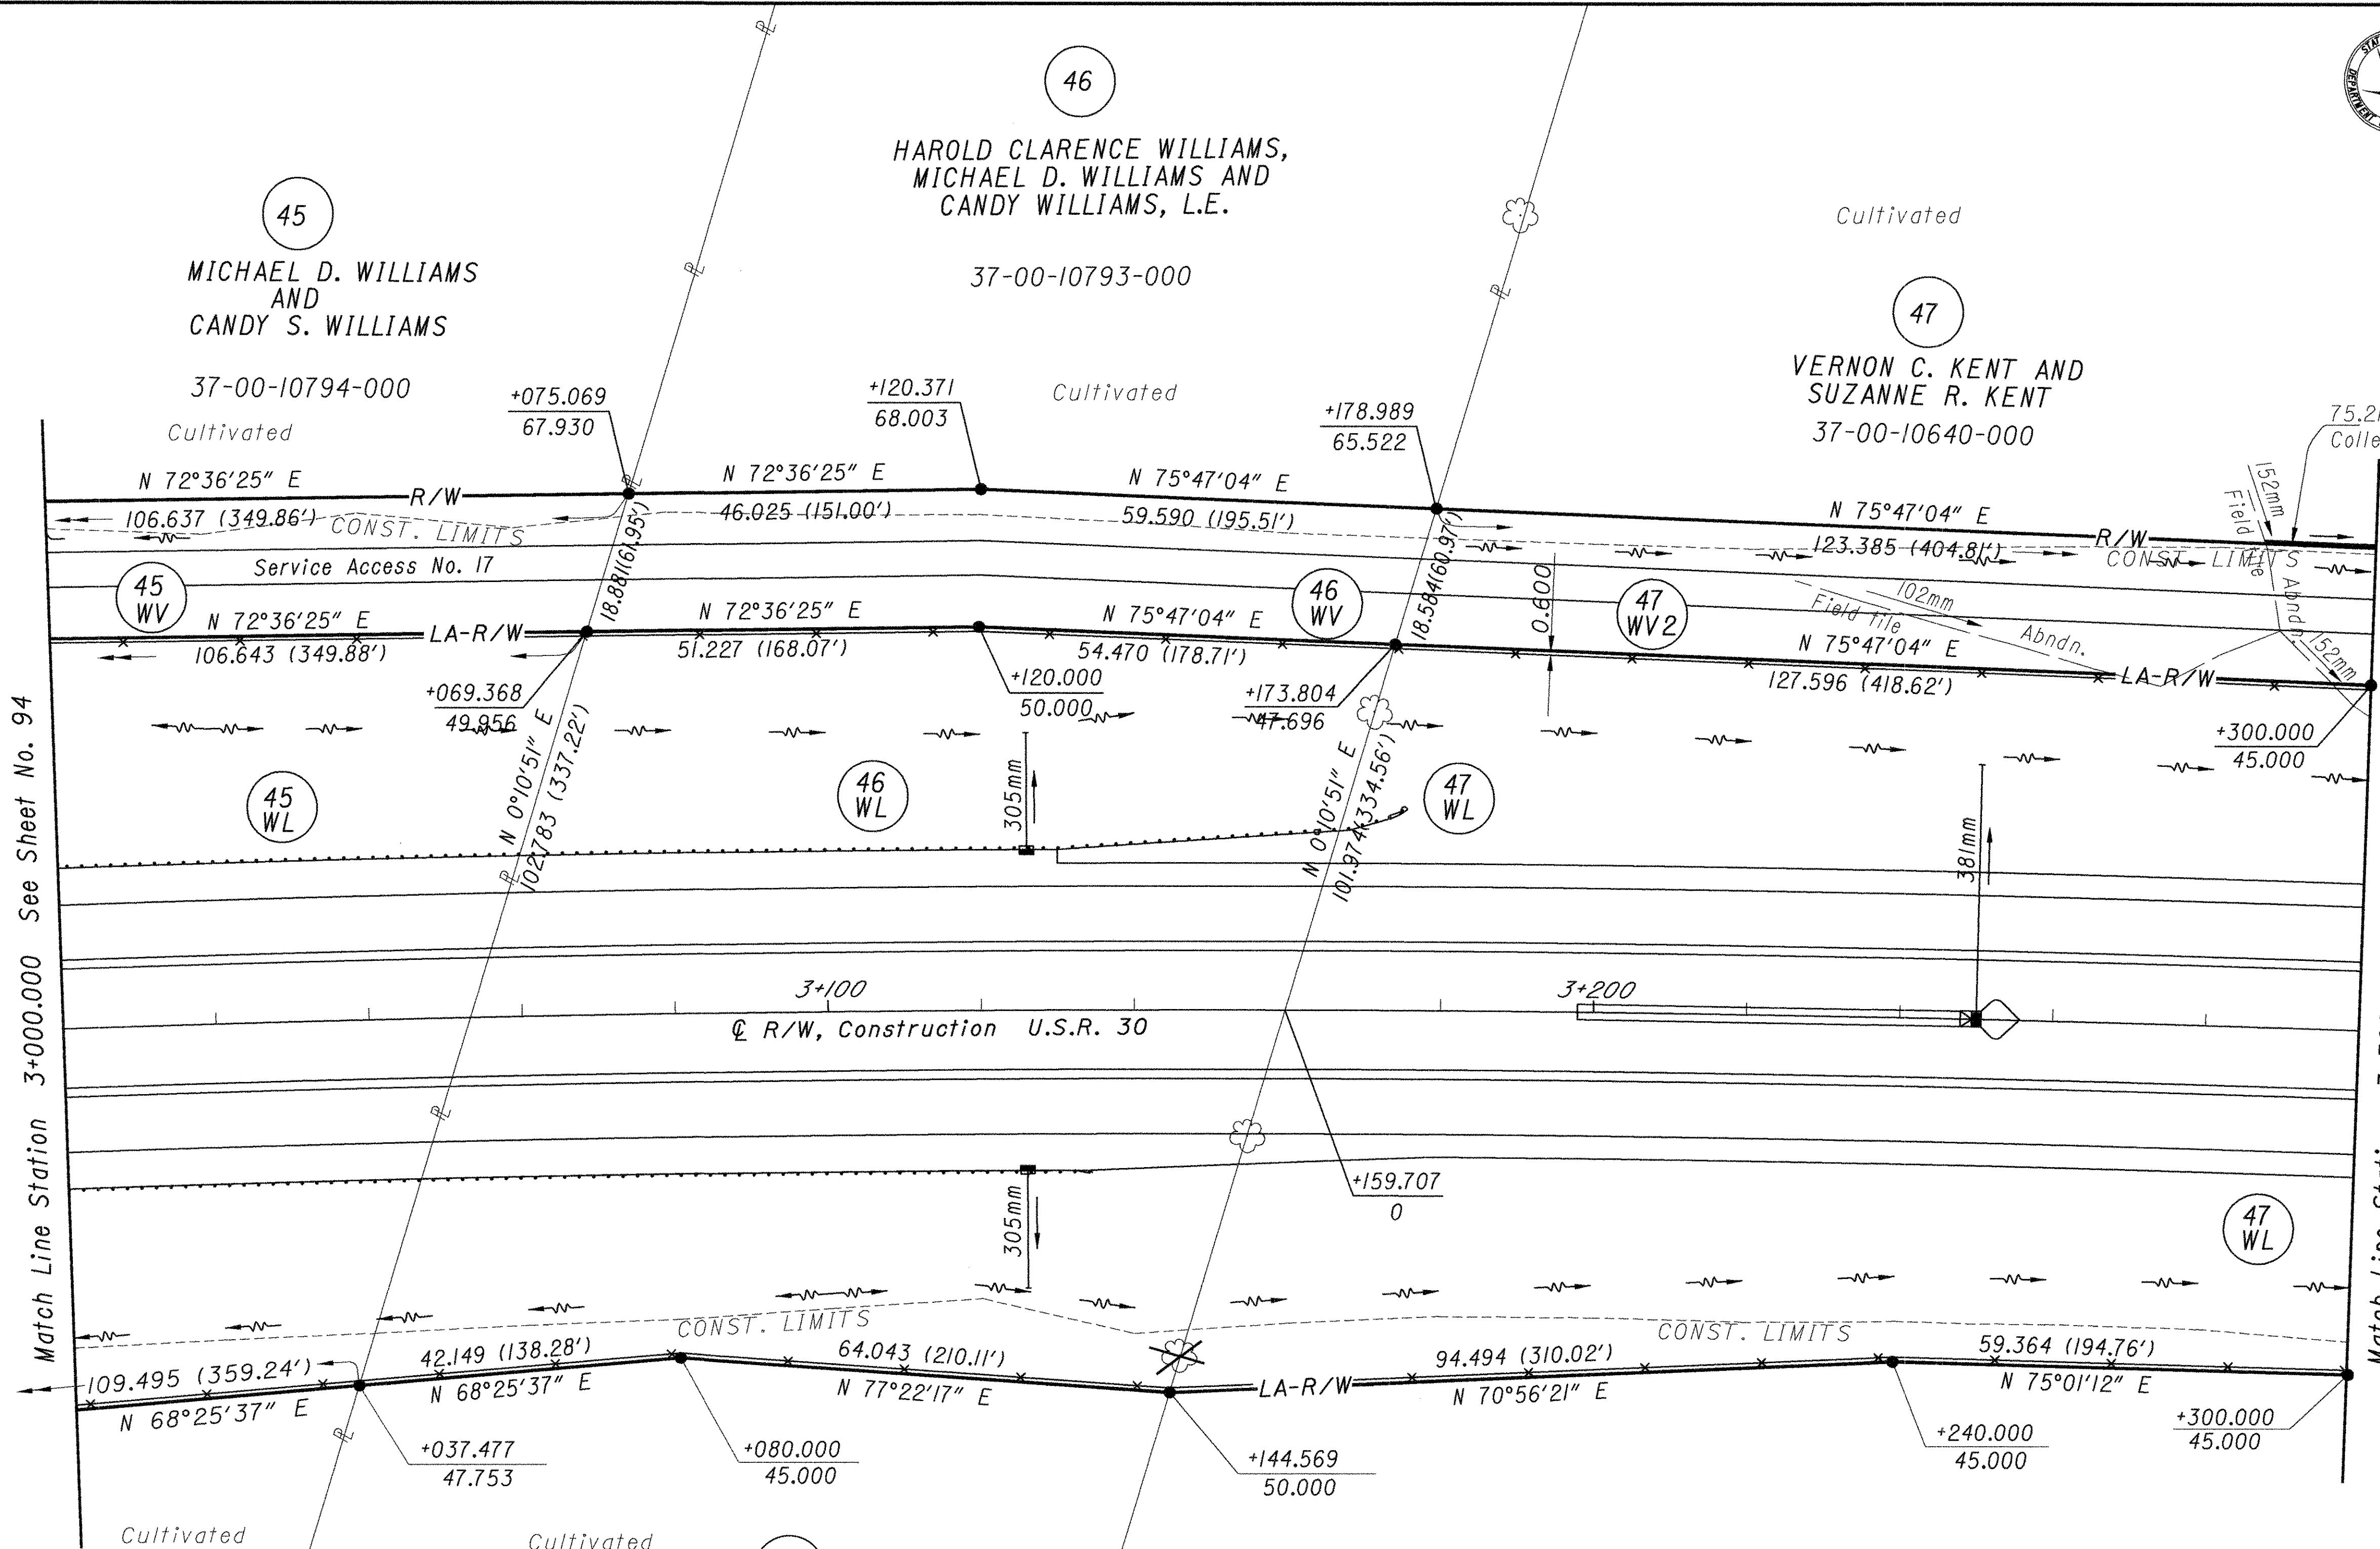 46
HAROLD CLARENCE WILLIAMS,
MICHAEL D. WILLIAMS AND
CANDY WILLIAMS, L.E.
37-00-10793-000
45
MICHAEL D. WILLIAMS
AND
CANDY S. WILLIAMS
37-00-10794-000
Cultivated
Cultivated
Cultivated
47
VERNON C. KENT AND
SUZANNE R. KENT
37-00-10640-000
+075.069
67.930
+120.371
68.003
+178.989
65.522
N 72°36'25" E
R/W
106.637 (349.86')
CONST. LIMITS
N 72°36'25" E
46.025 (151.00')
N 75°47'04" E
59.590 (195.51')
N 75°47'04" E
123.385 (404.81')
R/W
CONST. LIMITS
152mm
Field tile
Abndn.
152mm
Service Access No. 17
45
WV
18.881(61.95')
46
WV
18.584(60.97')
0.600
47
WV2
102mm
Field tile
Abndn.
N 72°36'25" E
LA-R/W
106.643 (349.88')
N 72°36'25" E
51.227 (168.07')
N 75°47'04" E
54.470 (178.71')
N 75°47'04" E
127.596 (418.62')
LA-R/W
+069.368
49.956
+120.000
50.000
+173.804
47.696
+300.000
45.000
N 0°10'51" E
102.783 (337.22')
N 0°10'51" E
101.974(334.56')
45
WL
46
WL
305mm
47
WL
381mm
Match Line Station 3+000.000 See Sheet No. 94
3+100
3+200
℄ R/W, Construction U.S.R. 30
+159.707
0
305mm
47
WL
CONST. LIMITS
CONST. LIMITS
109.495 (359.24')
N 68°25'37" E
42.149 (138.28')
N 68°25'37" E
64.043 (210.11')
N 77°22'17" E
LA-R/W
94.494 (310.02')
N 70°56'21" E
59.364 (194.76')
N 75°01'12" E
+037.477
47.753
+080.000
45.000
+144.569
50.000
+240.000
45.000
+300.000
45.000
Cultivated
Cultivated